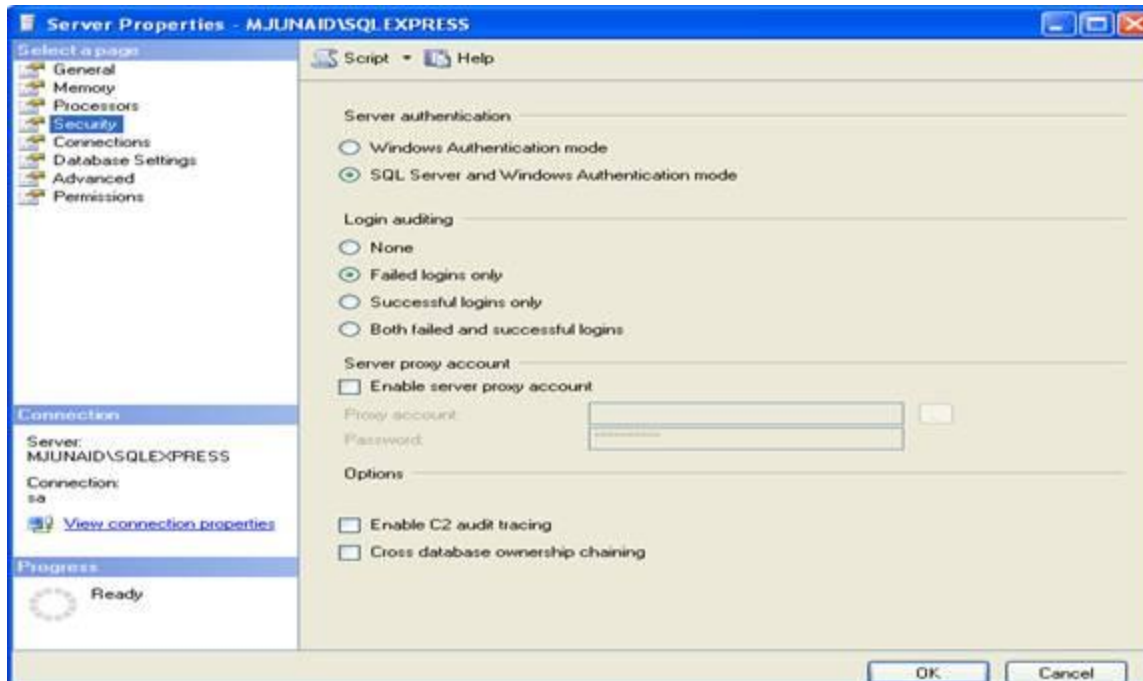 Server Properties - MJUNAID\SQLEXPRESS
Select a page
General
Memory
Processors
Security
Connections
Database Settings
Advanced
Permissions
Script
Help
Server authentication
Windows Authentication mode
SQL Server and Windows Authentication mode
Login auditing
None
Failed logins only
Successful logins only
Both failed and successful logins
Server proxy account
Enable server proxy account
Proxy account:
Password:
Options
Enable C2 audit tracing
Cross database ownership chaining
Connection
Server:
MJUNAID\SQLEXPRESS
Connection:
sa
View connection properties
Progress
Ready
OK
Cancel